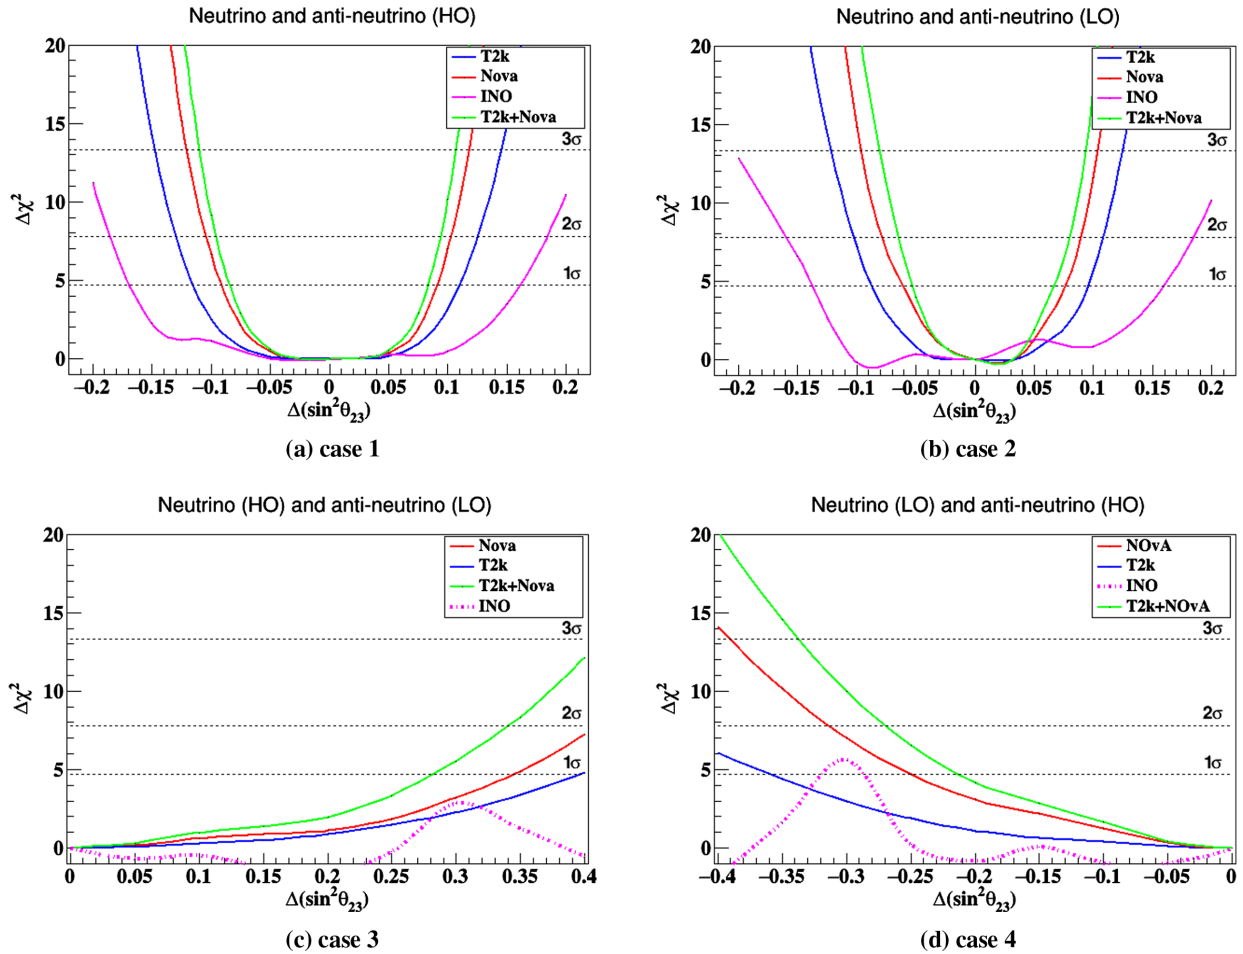 Neutrino and anti-neutrino (HO)
20
15
10
5
0
Δχ²
T2k
Nova
INO
T2k+Nova
3σ
2σ
1σ
−0.2 −0.15 −0.1 −0.05 0 0.05 0.1 0.15 0.2
Δ(sin²θ₂₃)
(a) case 1
Neutrino and anti-neutrino (LO)
20
15
10
5
0
Δχ²
T2k
Nova
INO
T2k+Nova
3σ
2σ
1σ
−0.2 −0.15 −0.1 −0.05 0 0.05 0.1 0.15 0.2
Δ(sin²θ₂₃)
(b) case 2
Neutrino (HO) and anti-neutrino (LO)
20
15
10
5
0
Δχ²
Nova
T2k
T2k+Nova
INO
3σ
2σ
1σ
0 0.05 0.1 0.15 0.2 0.25 0.3 0.35 0.4
Δ(sin²θ₂₃)
(c) case 3
Neutrino (LO) and anti-neutrino (HO)
20
15
10
5
0
Δχ²
NOvA
T2k
INO
T2k+NOvA
3σ
2σ
1σ
−0.4 −0.35 −0.3 −0.25 −0.2 −0.15 −0.1 −0.05 0
Δ(sin²θ₂₃)
(d) case 4